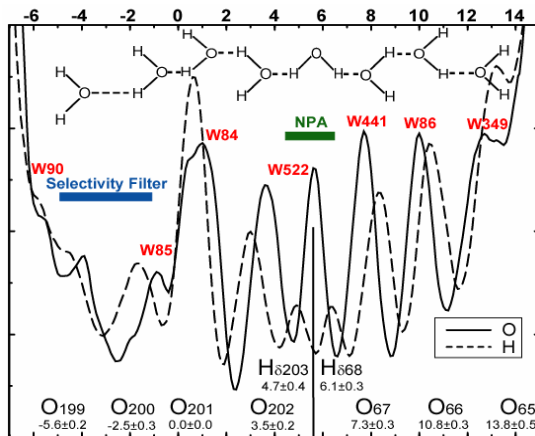 -6 -4 -2 0 2 4 6 8 10 12 14
H O H
H O H O H
H O H H O H H O H H O H
H
NPA
W441 W86 W349
W84
W90 Selectivity Filter W522
W85
O
H
Hδ203 Hδ68
4.7±0.4 6.1±0.3
O199 O200 O201 O202 O67 O66 O65
-5.6±0.2 -2.5±0.3 0.0±0.0 3.5±0.2 7.3±0.3 10.8±0.3 13.8±0.5